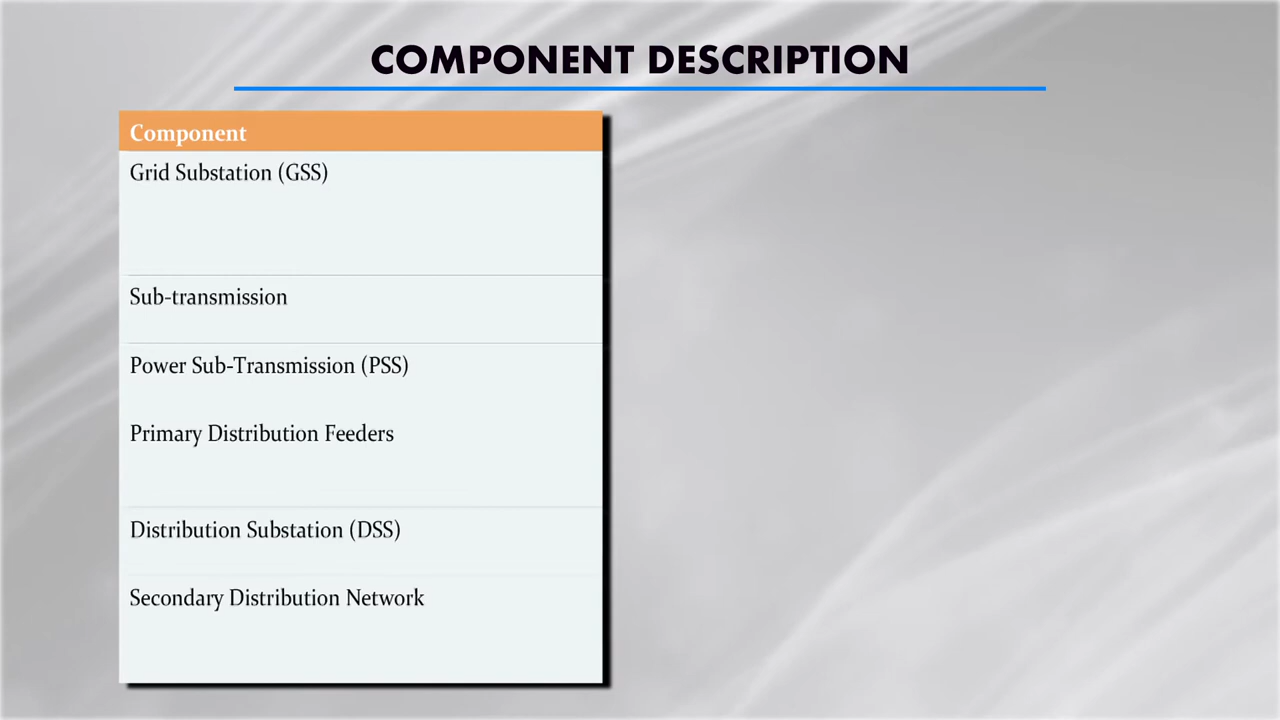 COMPONENT DESCRIPTION
Component
Grid Substation (GSS)
Sub-transmission
Power Sub-Transmission (PSS)
Primary Distribution Feeders
Distribution Substation (DSS)
Secondary Distribution Network